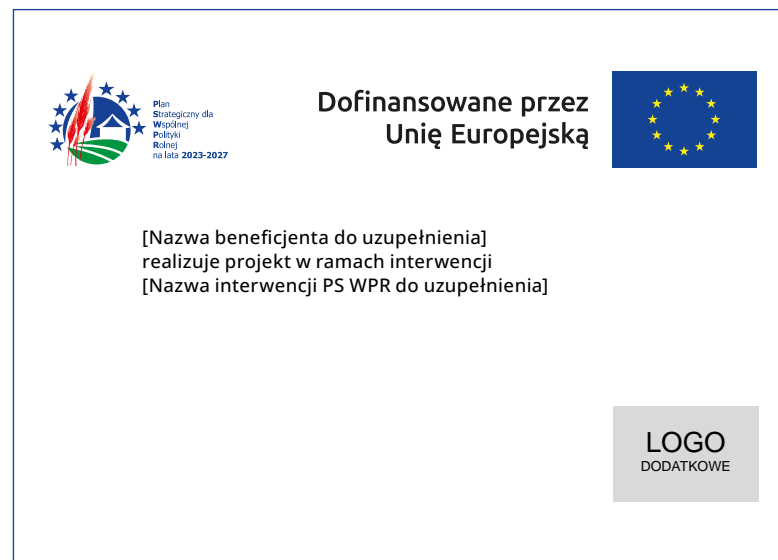 Plan
Strategiczny dla
Wspólnej
Polityki
Rolnej
na lata 2023-2027
Dofinansowane przez
Unię Europejską
[Nazwa beneficjenta do uzupełnienia]
realizuje projekt w ramach interwencji
[Nazwa interwencji PS WPR do uzupełnienia]
LOGO
DODATKOWE